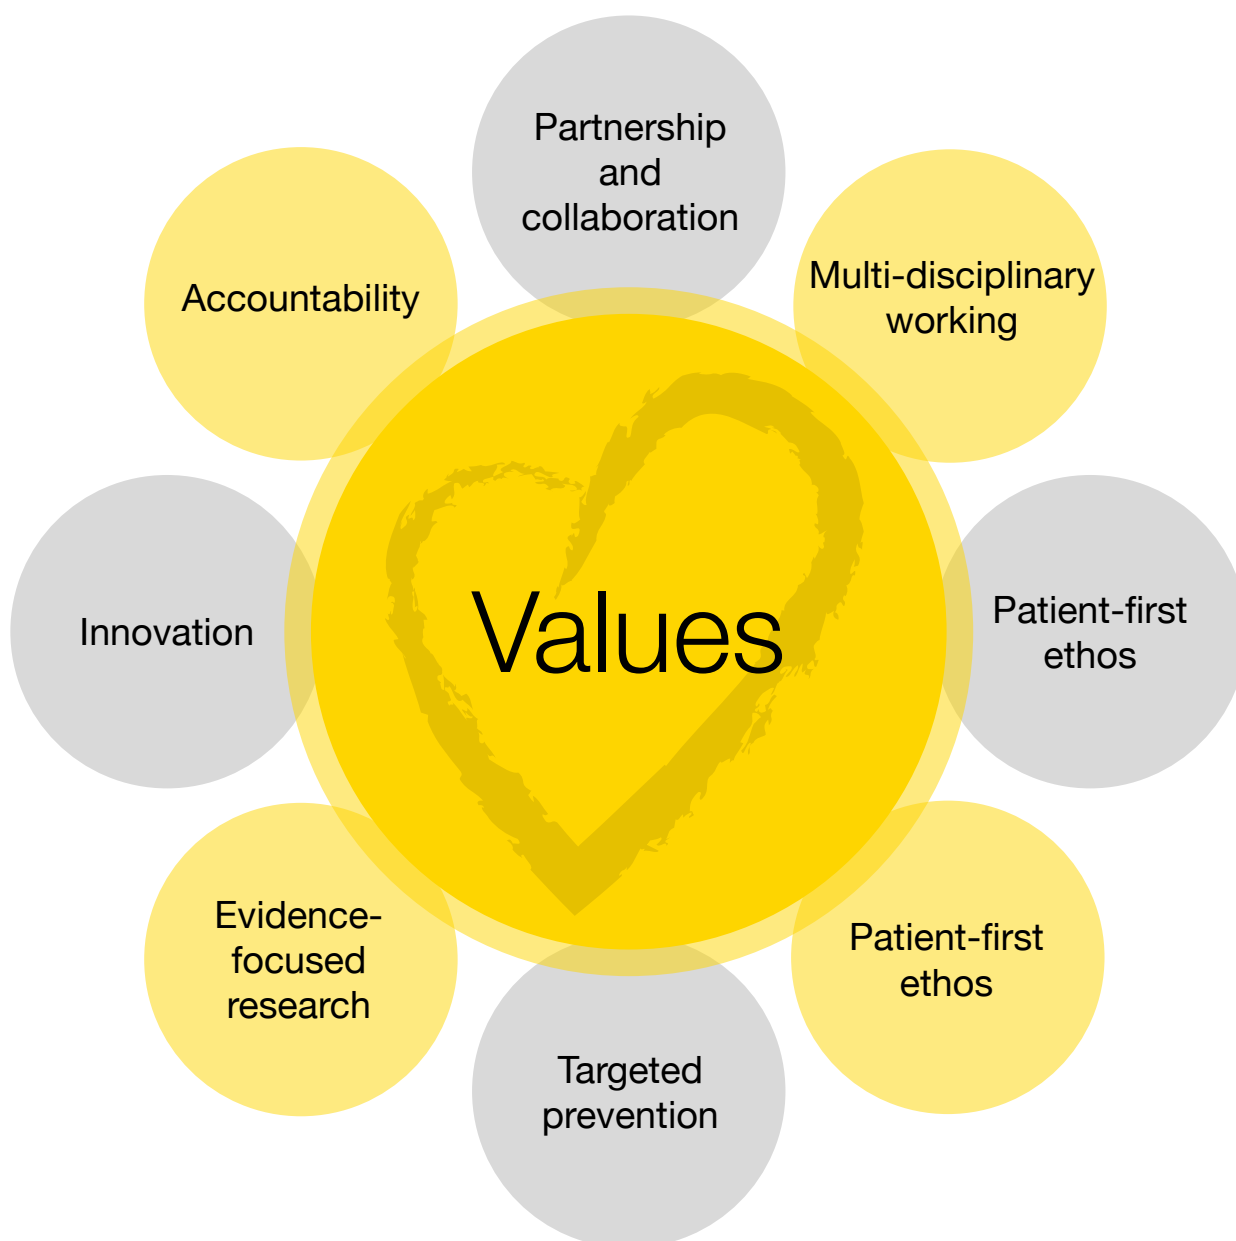 Partnership
and
collaboration
Multi-disciplinary
working
Patient-first
ethos
Patient-first
ethos
Targeted
prevention
Evidence-
focused
research
Innovation
Accountability
Values